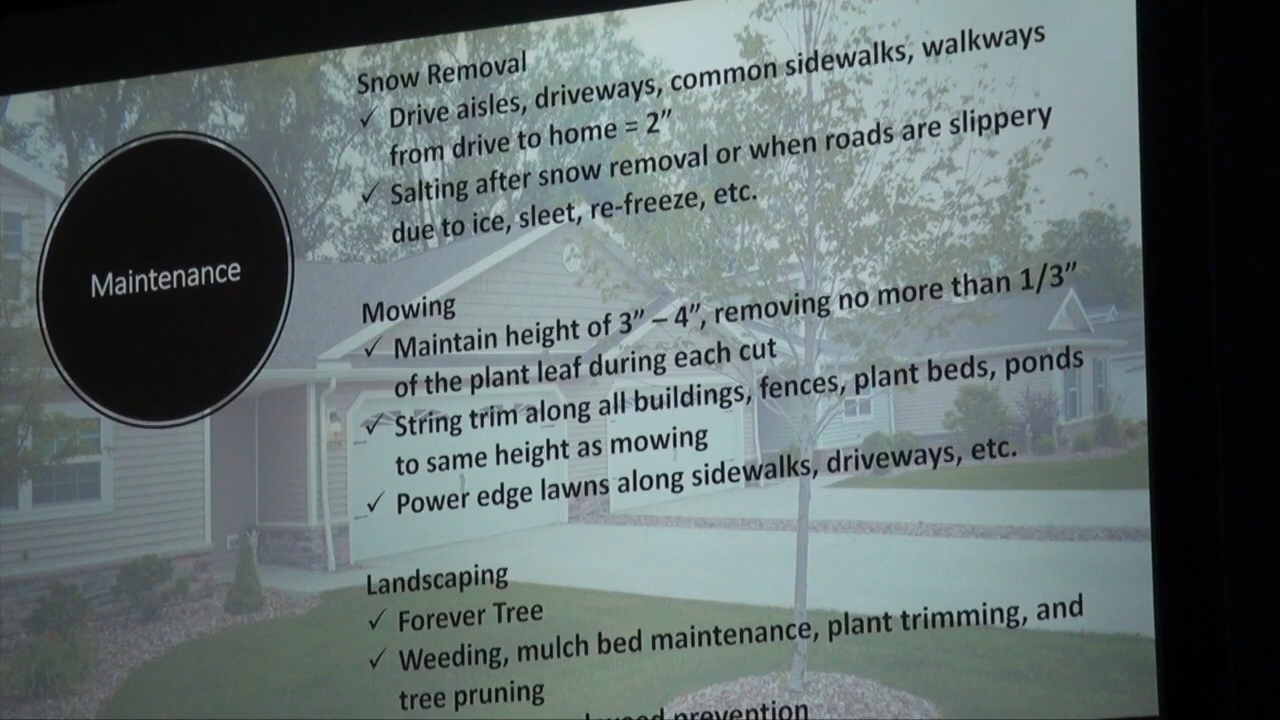 Maintenance
Snow Removal
✓ Drive aisles, driveways, common sidewalks, walkways
from drive to home = 2”
✓ Salting after snow removal or when roads are slippery
due to ice, sleet, re-freeze, etc.
Mowing
✓ Maintain height of 3” – 4”, removing no more than 1/3”
of the plant leaf during each cut
✓ String trim along all buildings, fences, plant beds, ponds
to same height as mowing
✓ Power edge lawns along sidewalks, driveways, etc.
Landscaping
✓ Forever Tree
✓ Weeding, mulch bed maintenance, plant trimming, and
tree pruning
prevention